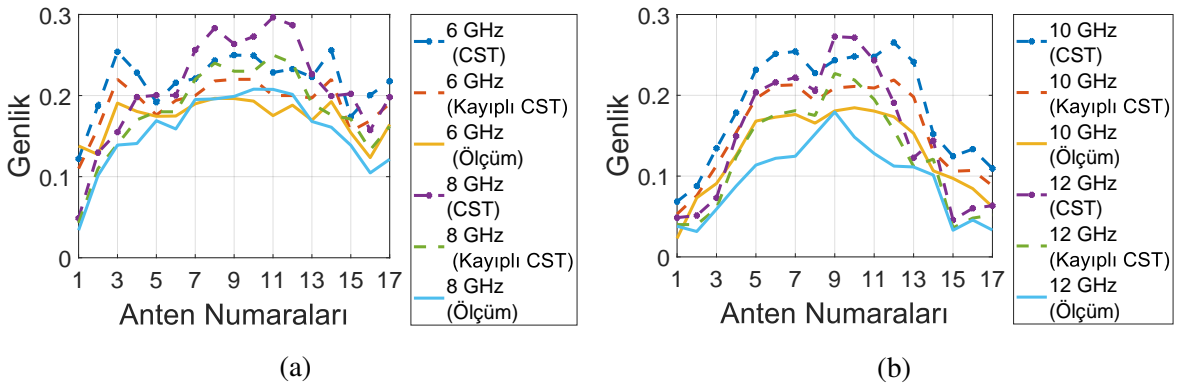 0.3
0.2
0.1
0
Genlik
1 3 5 7 9 11 13 15 17
Anten Numaraları
6 GHz
(CST)
6 GHz
(Kayıplı CST)
6 GHz
(Ölçüm)
8 GHz
(CST)
8 GHz
(Kayıplı CST)
8 GHz
(Ölçüm)
(a)
0.3
0.2
0.1
0
Genlik
1 3 5 7 9 11 13 15 17
Anten Numaraları
10 GHz
(CST)
10 GHz
(Kayıplı CST)
10 GHz
(Ölçüm)
12 GHz
(CST)
12 GHz
(Kayıplı CST)
12 GHz
(Ölçüm)
(b)